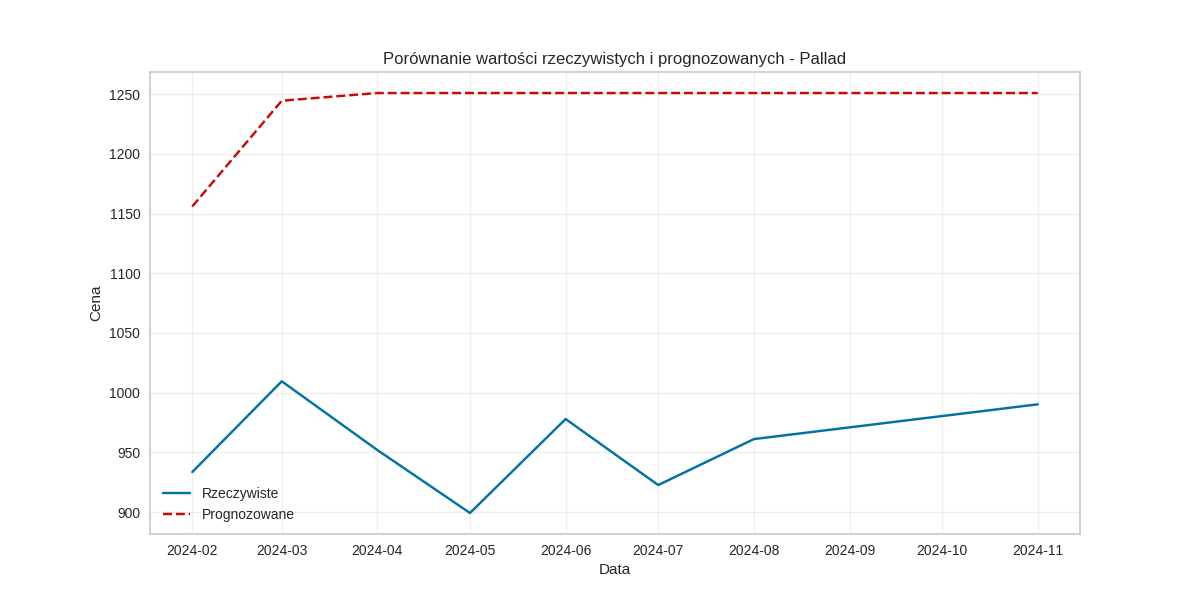 Porównanie wartości rzeczywistych i prognozowanych - Pallad
1250
1200
1150
1100
1050
1000
950
900
Cena
Rzeczywiste
Prognozowane
2024-02 2024-03 2024-04 2024-05 2024-06 2024-07 2024-08 2024-09 2024-10 2024-11
Data